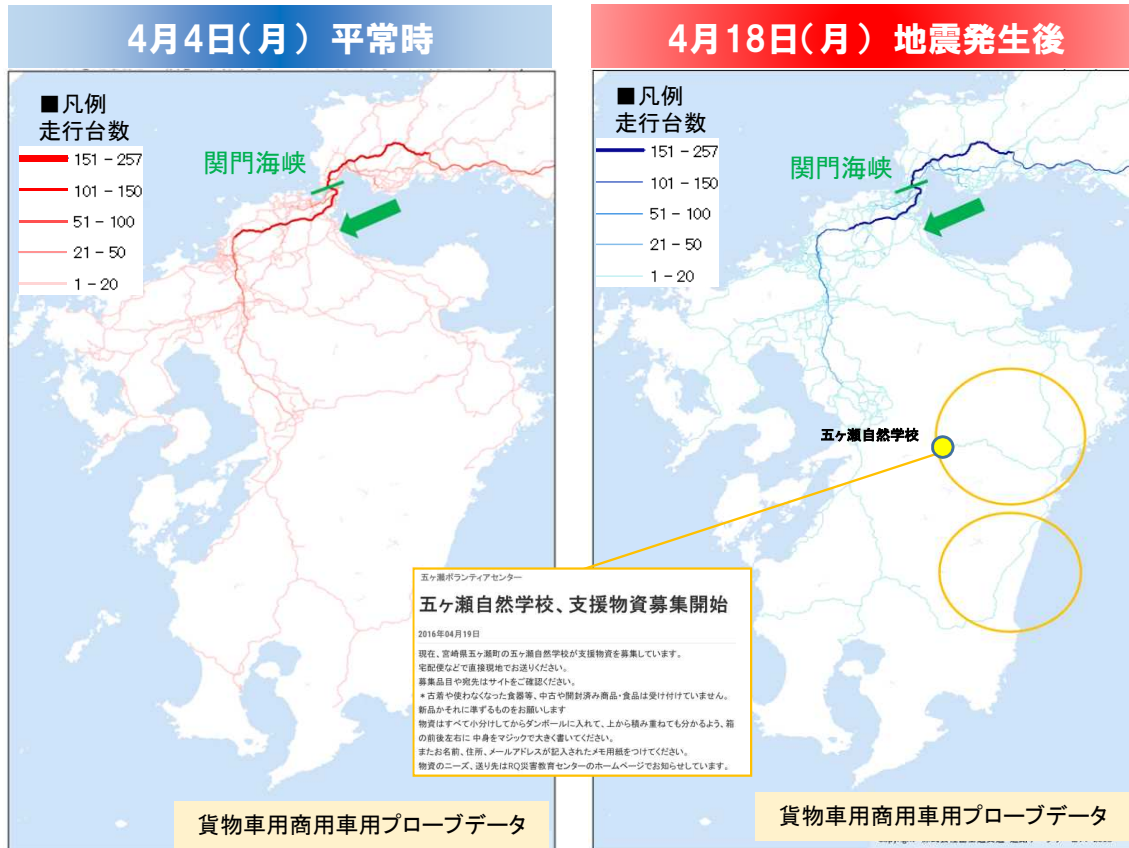 4月4日(月) 平常時
■凡例
走行台数
151 - 257
101 - 150
51 - 100
21 - 50
1 - 20
関門海峡
貨物車用商用車用プローブデータ
4月18日(月) 地震発生後
■凡例
走行台数
151 - 257
101 - 150
51 - 100
21 - 50
1 - 20
関門海峡
五ヶ瀬自然学校
五ヶ瀬ボランティアセンター
五ヶ瀬自然学校、支援物資募集開始
2016年04月19日
現在、宮崎県五ヶ瀬町の五ヶ瀬自然学校が支援物資を募集しています。
宅配便などで直接現地でお送りください。
募集品目や宛先はサイトをご確認ください。
*古着や使わなくなった食器等、中古や開封済み商品・食品は受け付けていません。
新品かそれに準ずるものをお願いします
物資はすべて小分けしてからダンボールに入れて、上から積み重ねても分かるよう、箱
の前後左右に 中身をマジックで大きく書いてください。
またお名前、住所、メールアドレスが記入されたメモ用紙をつけてください。
物資のニーズ、送り先はRQ災害教育センターのホームページでお知らせしています。
貨物車用商用車用プローブデータ